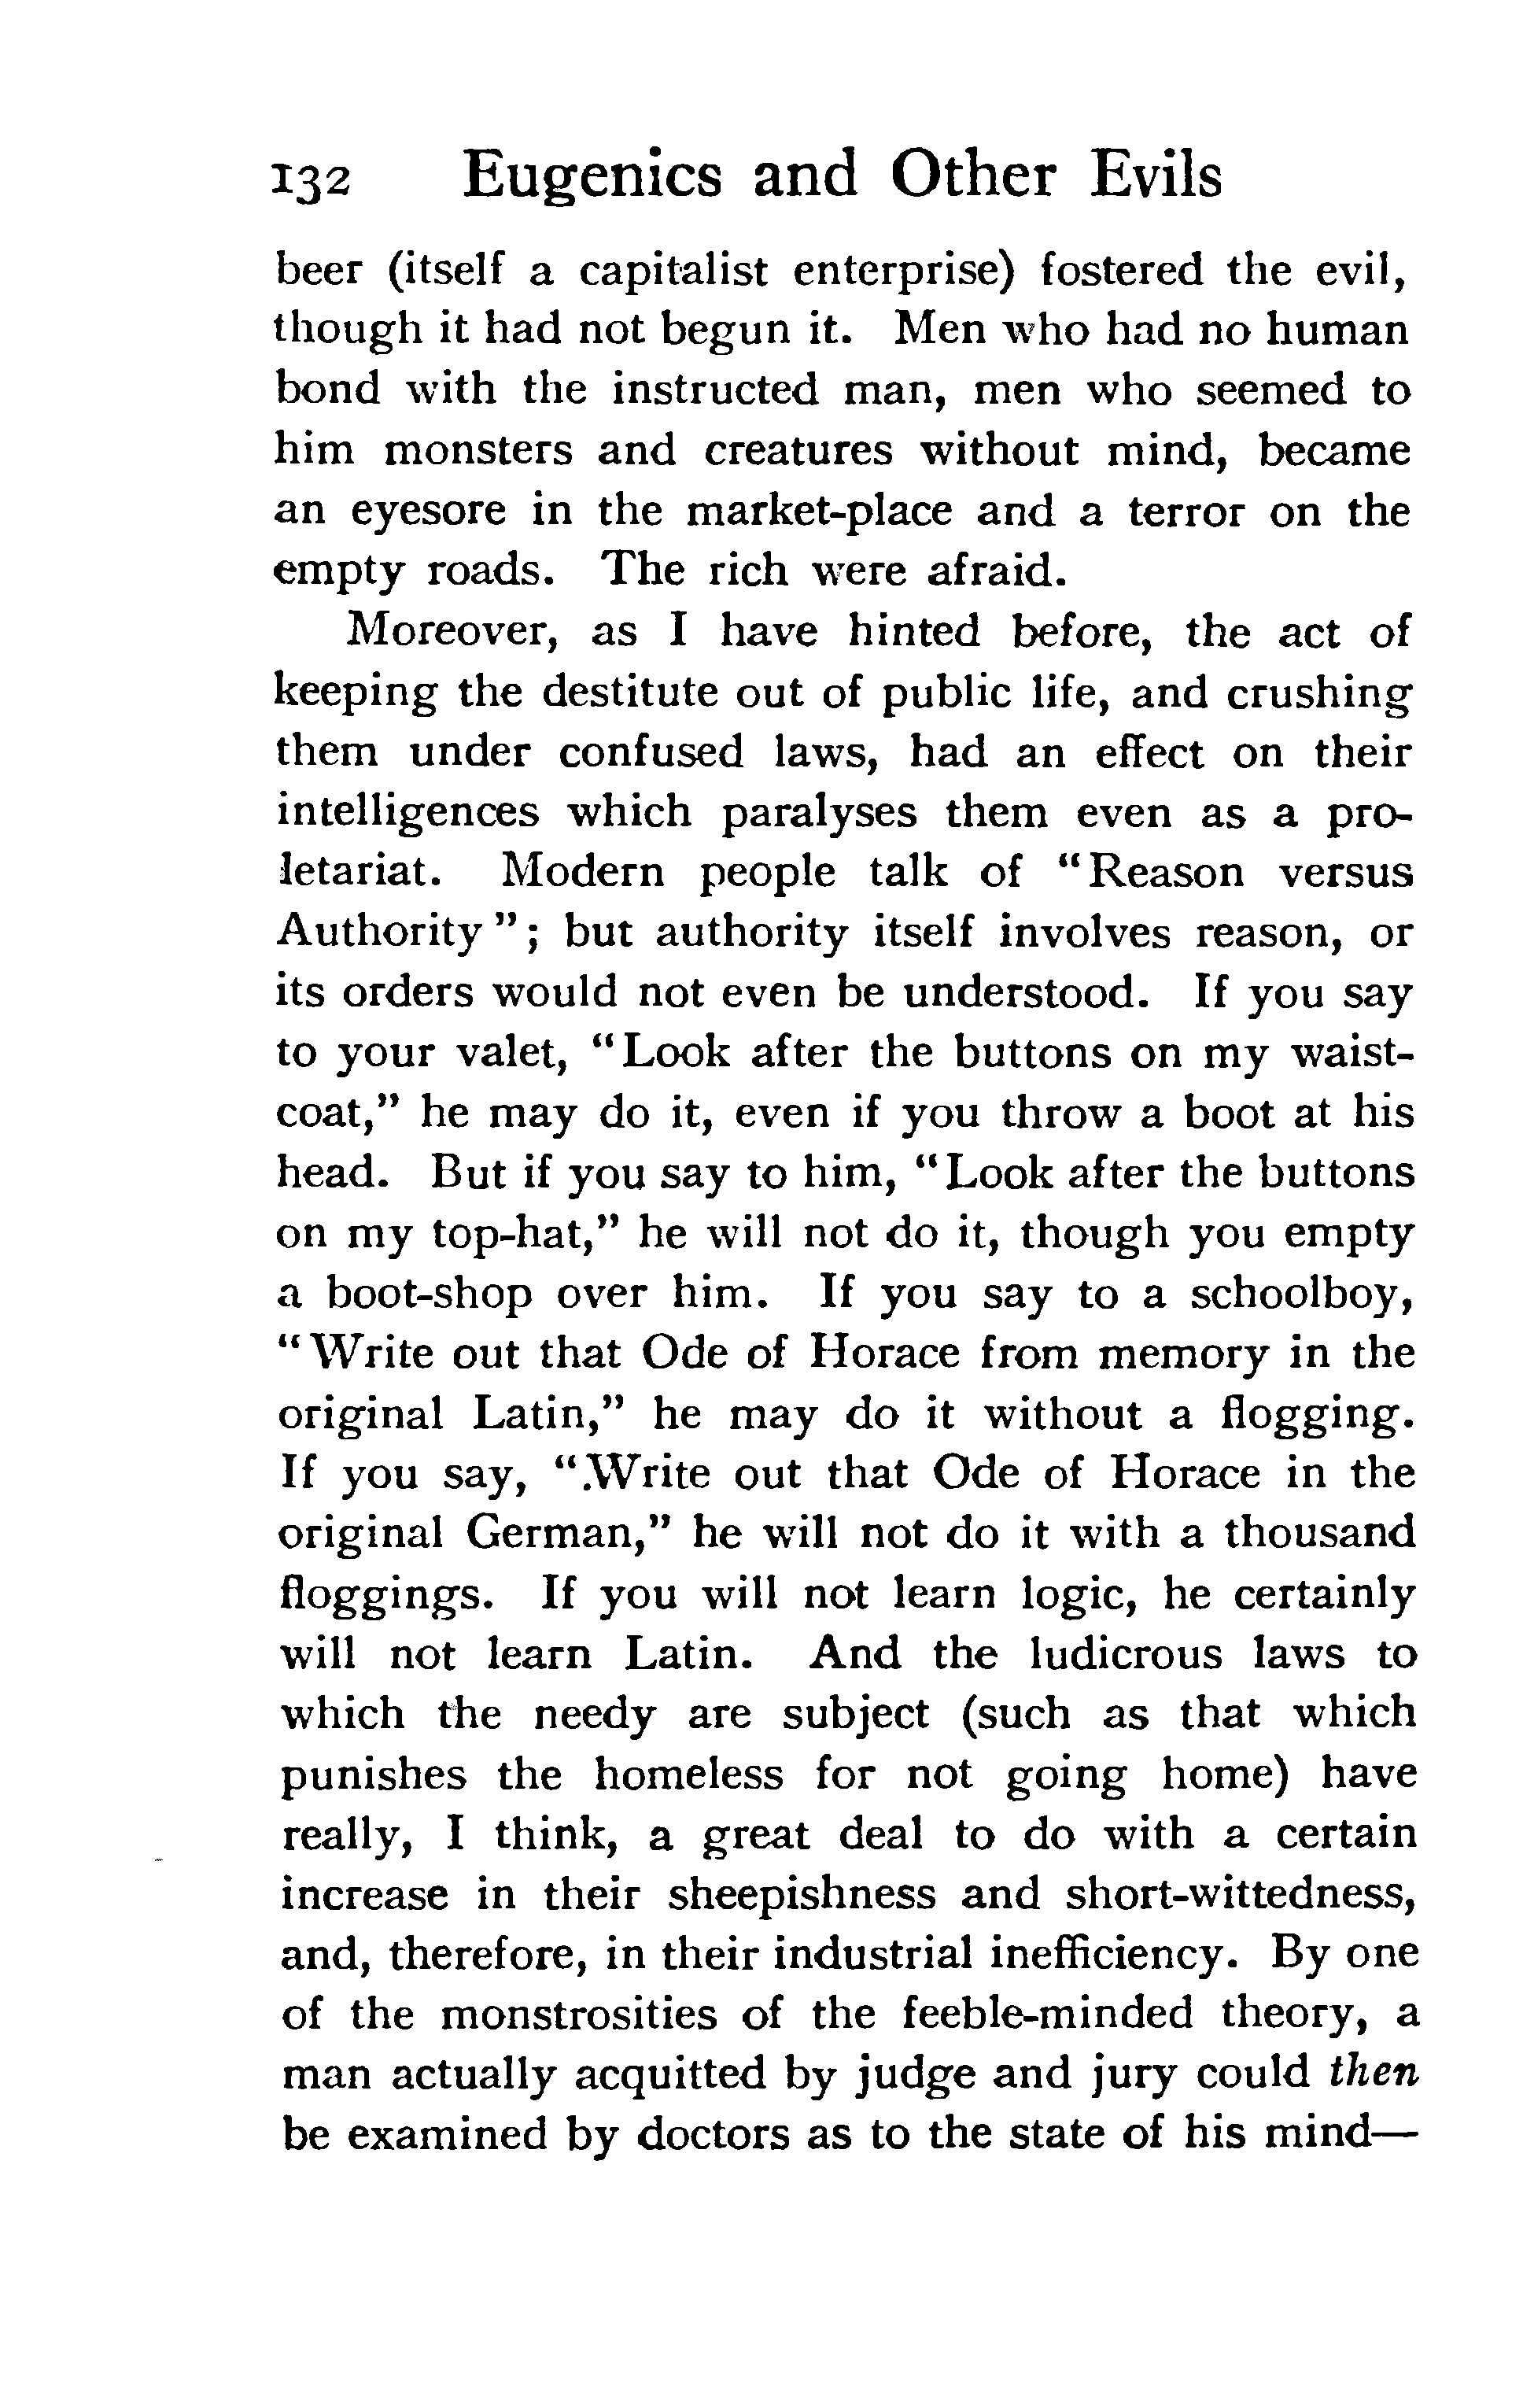 132 Eugenics and Other Evils
beer (itself a capitalist enterprise) fostered the evil,
though it had not begun it. Men who had no human
bond with the instructed man, men who seemed to
him monsters and creatures without mind, became
an eyesore in the market-place and a terror on the
empty roads. The rich were afraid.
Moreover, as I have hinted before, the act of
keeping the destitute out of public life, and crushing
them under confused laws, had an effect on their
intelligences which paralyses them even as a pro-
letariat. Modern people talk of "Reason versus
Authority"; but authority itself involves reason, or
its orders would not even be understood. If you say
to your valet, "Look after the buttons on my waist-
coat," he may do it, even if you throw a boot at his
head. But if you say to him, "Look after the buttons
on my top-hat," he will not do it, though you empty
a boot-shop over him. If you say to a schoolboy,
"Write out that Ode of Horace from memory in the
original Latin," he may do it without a flogging.
If you say, "Write out that Ode of Horace in the
original German," he will not do it with a thousand
floggings. If you will not learn logic, he certainly
will not learn Latin. And the ludicrous laws to
which the needy are subject (such as that which
punishes the homeless for not going home) have
really, I think, a great deal to do with a certain
increase in their sheepishness and short-wittedness,
and, therefore, in their industrial inefficiency. By one
of the monstrosities of the feeble-minded theory, a
man actually acquitted by judge and jury could then
be examined by doctors as to the state of his mind—